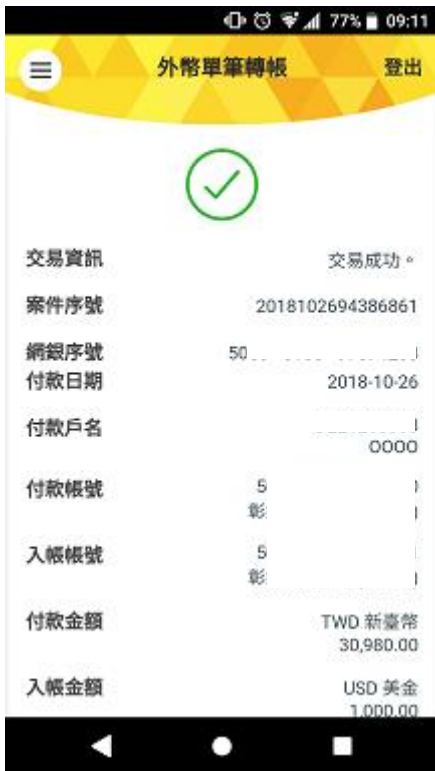 77% 09:11
外幣單筆轉帳 登出
交易資訊 交易成功。
案件序號 2018102694386861
網銀序號 50
付款日期 2018-10-26
付款戶名
OOOO
付款帳號 5
彰
入帳帳號 5
彰
付款金額 TWD 新臺幣
30,980.00
入帳金額 USD 美金
1,000.00